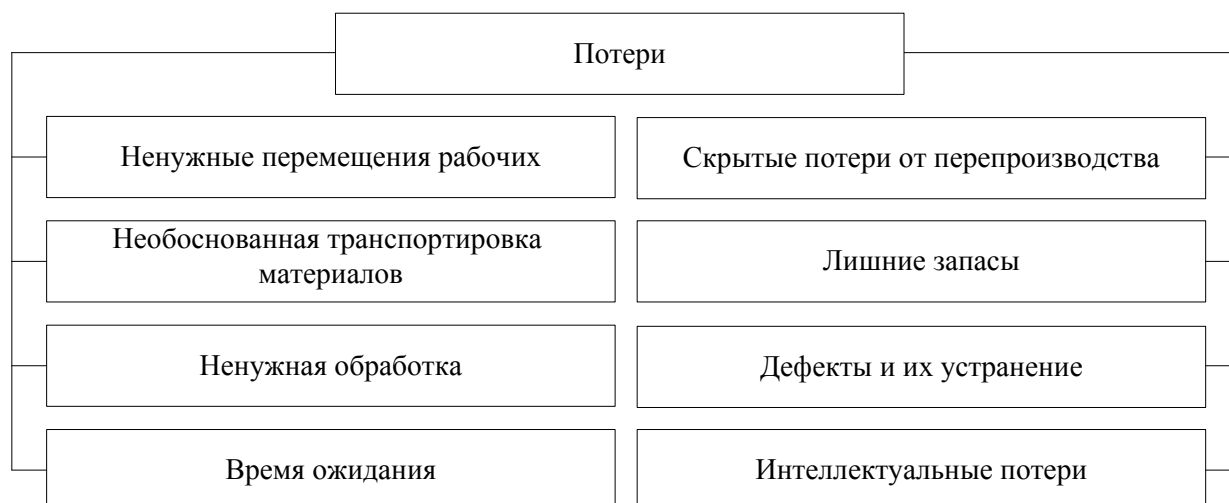 Потери
Ненужные перемещения рабочих
Скрытые потери от перепроизводства
Необоснованная транспортировка
материалов
Лишние запасы
Ненужная обработка
Дефекты и их устранение
Время ожидания
Интеллектуальные потери